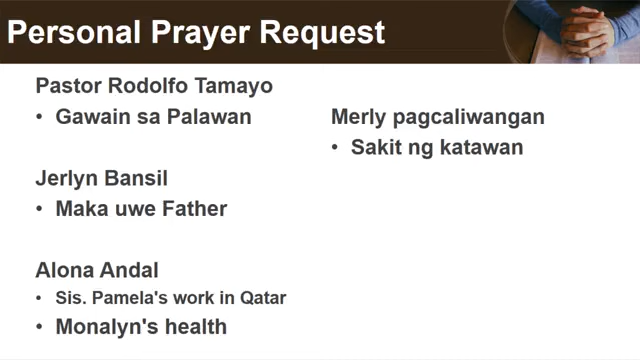 Personal Prayer Request
Pastor Rodolfo Tamayo
• Gawain sa Palawan
Jerlyn Bansil
• Maka uwe Father
Alona Andal
• Sis. Pamela's work in Qatar
• Monalyn's health
Merly pagcaliwangan
• Sakit ng katawan